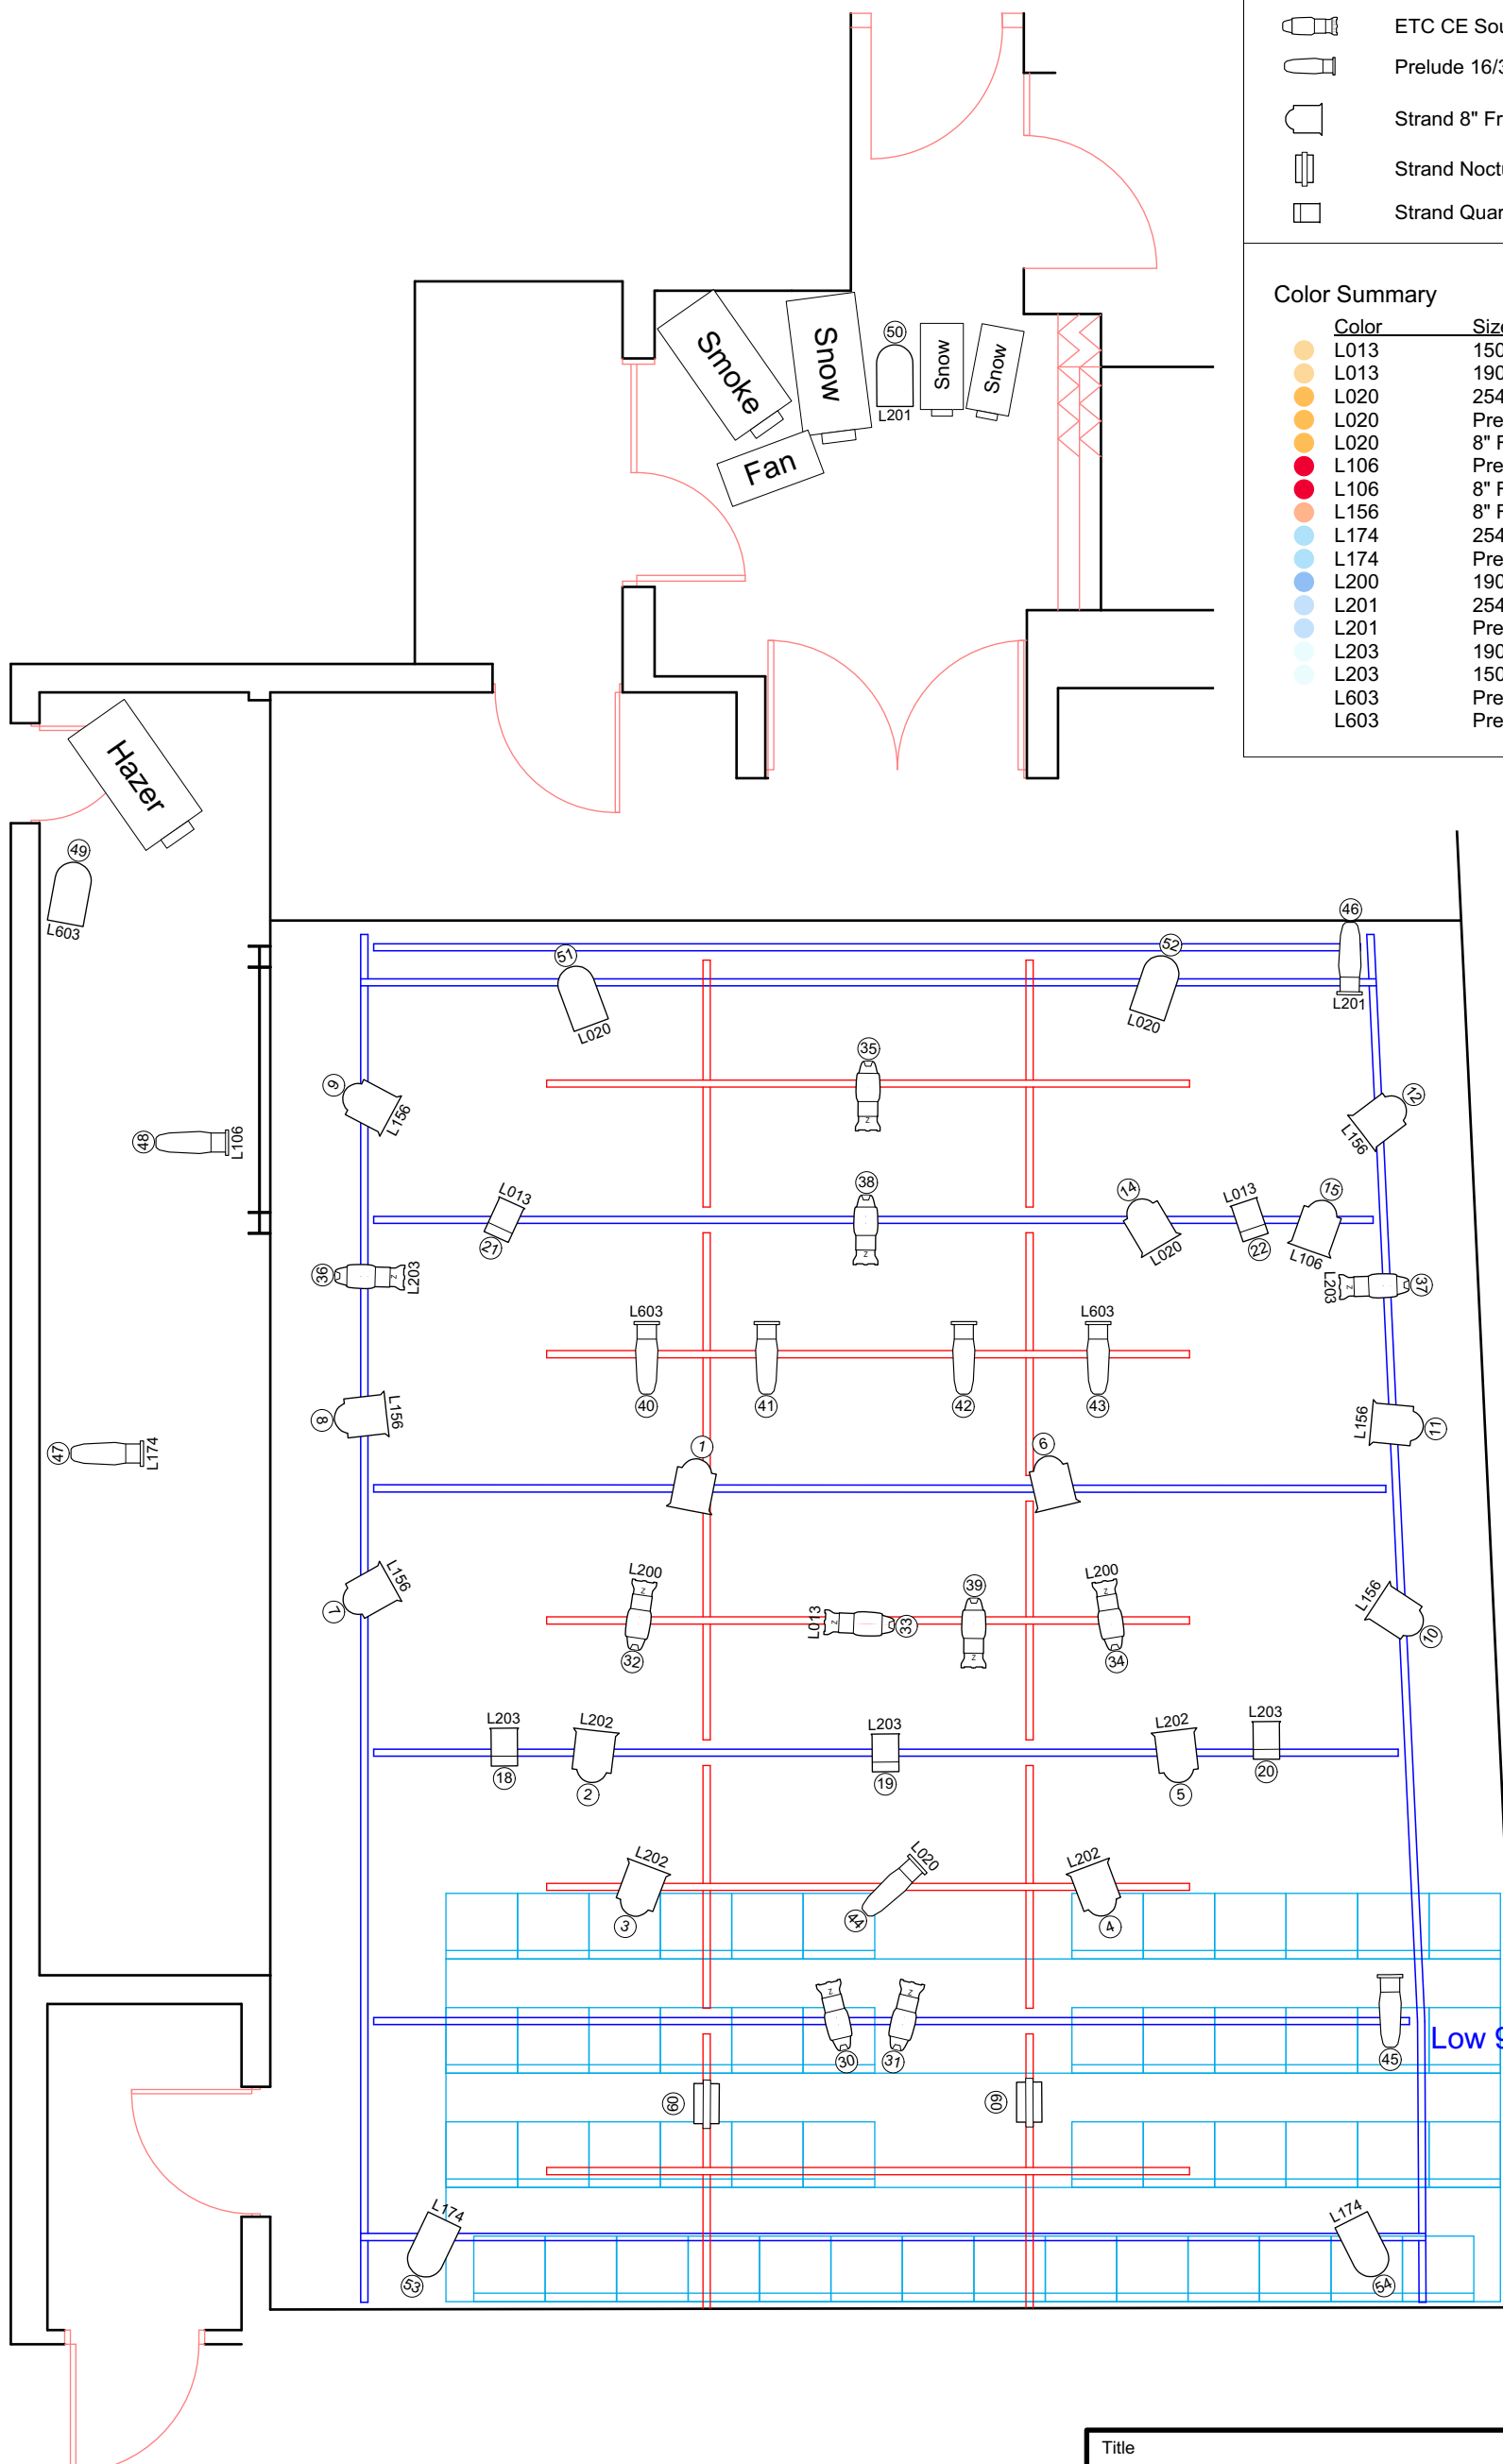 ETC CE Sou
Prelude 16/3
Strand 8" Fr
Strand Noctu
Strand Quar
Color Summary
Color Size
L013 150
L013 190
L020 254
L020 Pre
L020 8" F
L106 Pre
L106 8" F
L156 8" F
L174 254
L174 Pre
L200 190
L201 254
L201 Pre
L203 190
L203 150
L603 Pre
L603 Pre
Smoke
Snow
50
L201
Snow
Snow
Fan
Hazer
49
L603
46
L201
51
L020
52
L020
35
9
L156
12
L156
48
L106
38
L013
21
14
L020
L013
22
15
L106
36
Z
L203
L203
Z
37
L603
40
41
42
L603
43
8
L156
L156
11
47
L174
1
6
7
L156
L200
Z
32
L013
Z
33
39
Z
L200
Z
34
L156
10
L203
18
L202
2
L203
19
L202
5
L203
20
L202
3
L020
44
L202
4
Z
30
Z
31
45
Low 9
60
60
L174
53
L174
54
Title